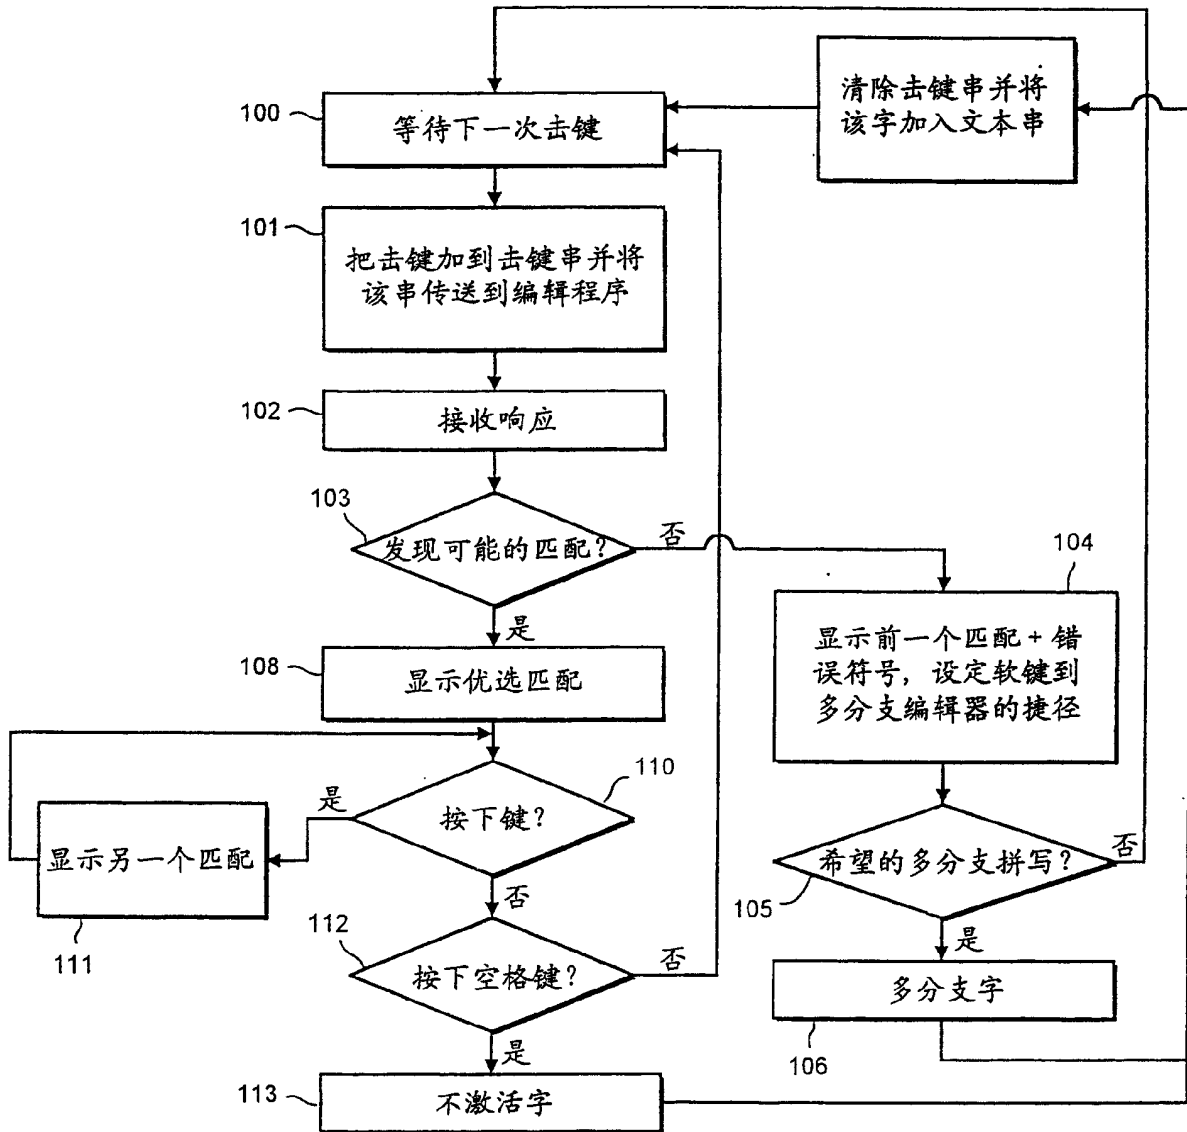 清除击键串并将
该字加入文本串
100
等待下一次击键
101
把击键加到击键串并将
该串传送到编辑程序
102
接收响应
103
发现可能的匹配?
否
是
104
显示前一个匹配+错
误符号, 设定软键到
多分支编辑器的捷径
108
显示优选匹配
110
按下键?
是
否
显示另一个匹配
111
希望的多分支拼写?
否
105
是
112
按下空格键?
否
是
多分支字
106
113
不激活字